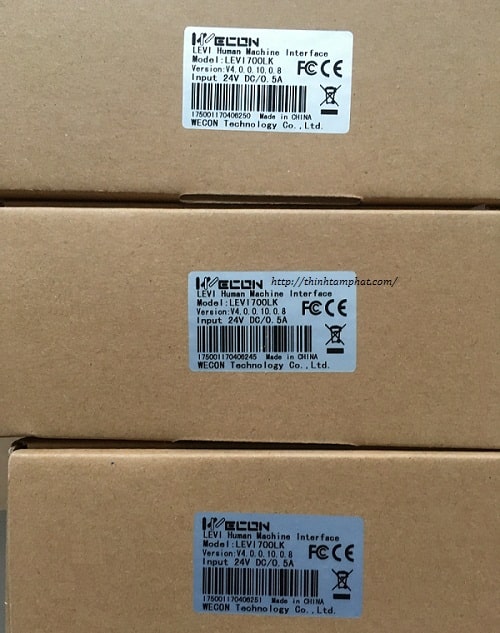 WECON
LEVI Human Machine Interface
Model:LEVI700LK
Version:V4.0.0.10.0.8
Input 24V DC/0.5A
FC CE
175001170406250 Made in CHINA
WECON Technology Co.,Ltd.
WECON http://thinhtamphat.com/
LEVI Human Machine Interface
Model:LEVI700LK
Version:V4.0.0.10.0.8
Input 24V DC/0.5A
FC CE
175001170406245 Made in CHINA
WECON Technology Co.,Ltd.
WECON
LEVI Human Machine Interface
Model:LEVI700LK
Version:V4.0.0.10.0.8
Input 24V DC/0.5A
FC CE
175001170406251 Made in CHINA
WECON Technology Co.,Ltd.